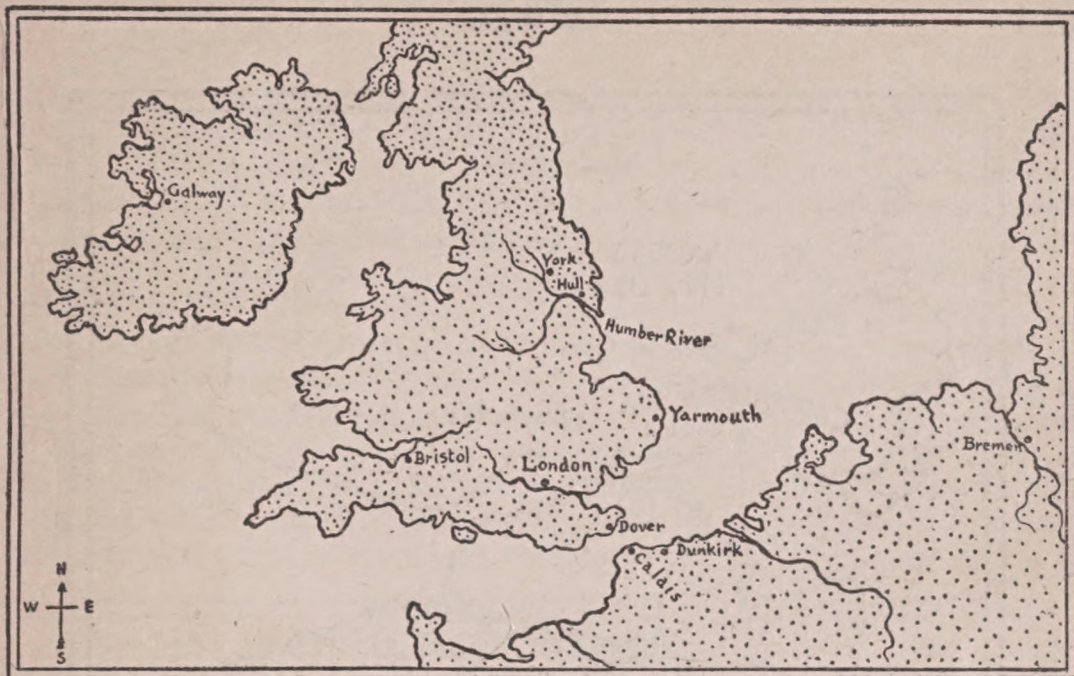 Galway
York
Hull
Humber River
Yarmouth
Bremen
Bristol
London
Dover
Dunkirk
Calais
N
W E
S